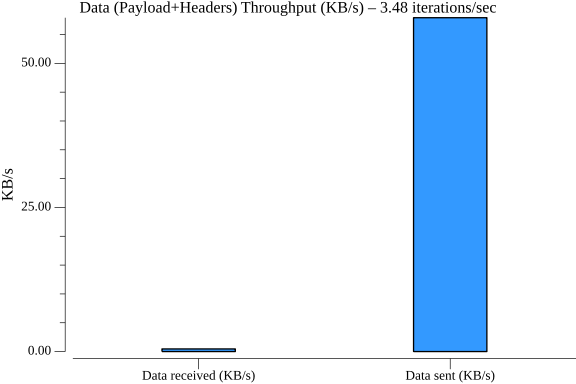 Data (Payload+Headers) Throughput (KB/s) – 3.48 iterations/sec
50.00
25.00
0.00
KB/s
Data received (KB/s)
Data sent (KB/s)